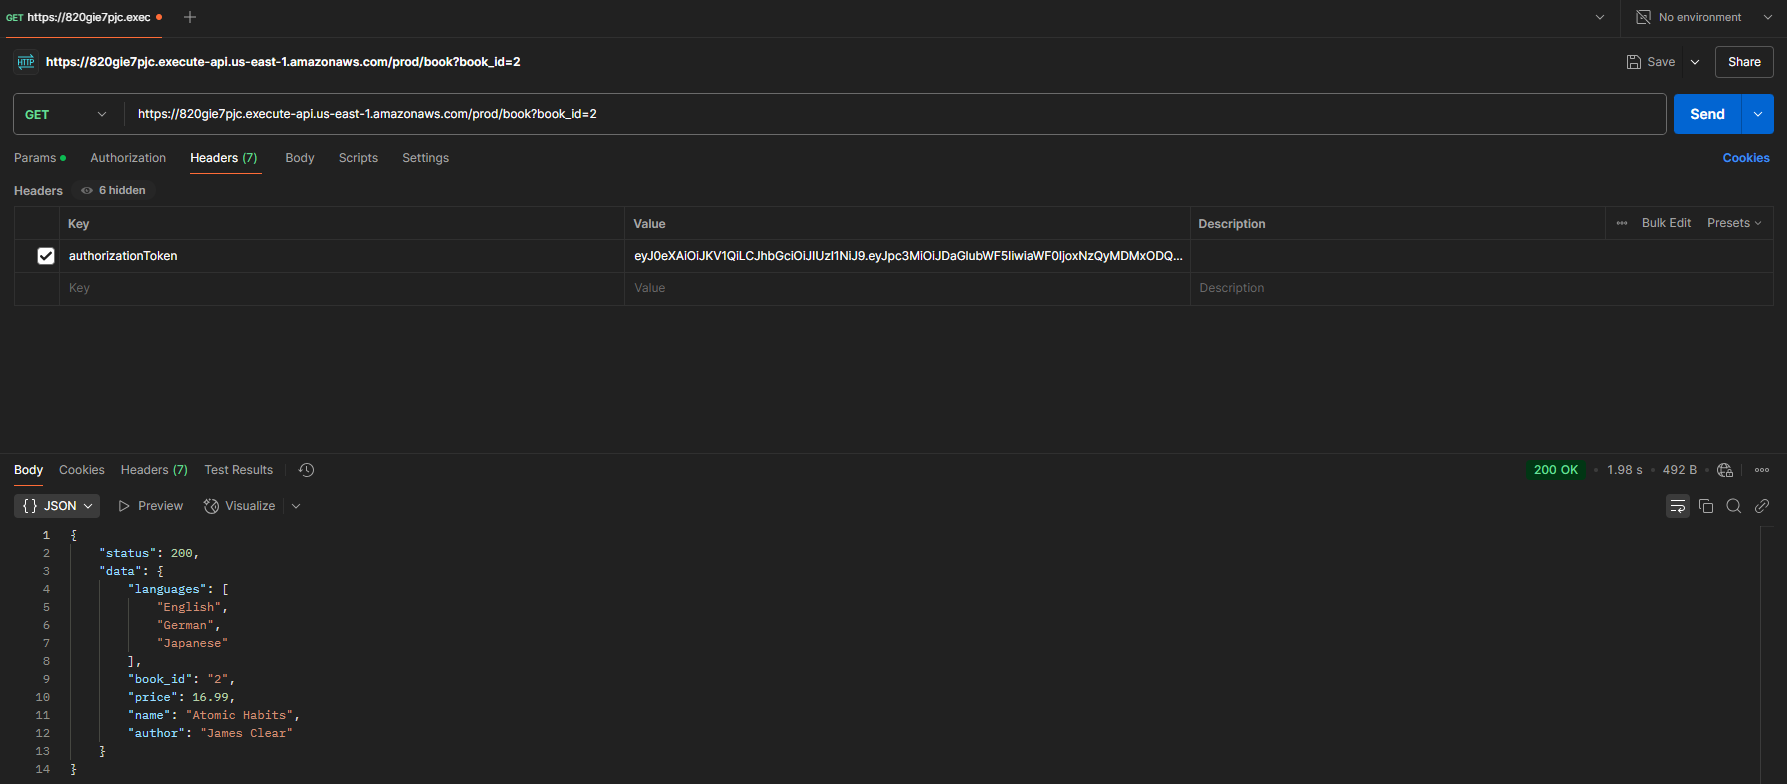 GET https://820gie7pjc.exec
No environment
HTTP https://820gie7pjc.execute-api.us-east-1.amazonaws.com/prod/book?book_id=2
Save
Share
GET
https://820gie7pjc.execute-api.us-east-1.amazonaws.com/prod/book?book_id=2
Send
Params Authorization Headers (7) Body Scripts Settings
Cookies
Headers 6 hidden
Key Value Description Bulk Edit Presets
authorizationToken eyJ0eXAiOiJKV1QiLCJhbGciOiJIUzI1NiJ9.eyJpc3MiOiJDaGlubWF5IiwiaWF0IjoxNzQyMDMxODQ...
Key Value Description
Body Cookies Headers (7) Test Results
200 OK 1.98 s 492 B
{} JSON Preview Visualize
1 {
2 "status": 200,
3 "data": {
4 "languages": [
5 "English",
6 "German",
7 "Japanese"
8 ],
9 "book_id": "2",
10 "price": 16.99,
11 "name": "Atomic Habits",
12 "author": "James Clear"
13 }
14 }